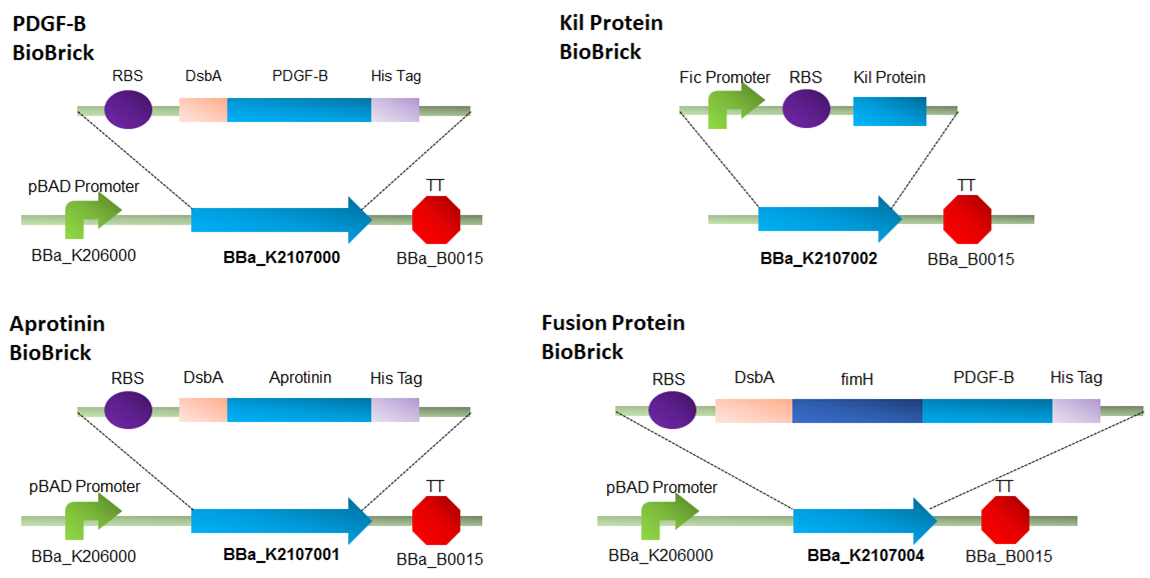 PDGF-B
BioBrick
RBS
DsbA
PDGF-B
His Tag
pBAD Promoter
TT
BBa_K206000
BBa_K2107000
BBa_B0015
Kil Protein
BioBrick
Fic Promoter
RBS
Kil Protein
TT
BBa_K2107002
BBa_B0015
Aprotinin
BioBrick
RBS
DsbA
Aprotinin
His Tag
pBAD Promoter
TT
BBa_K206000
BBa_K2107001
BBa_B0015
Fusion Protein
BioBrick
RBS
DsbA
fimH
PDGF-B
His Tag
pBAD Promoter
TT
BBa_K206000
BBa_K2107004
BBa_B0015